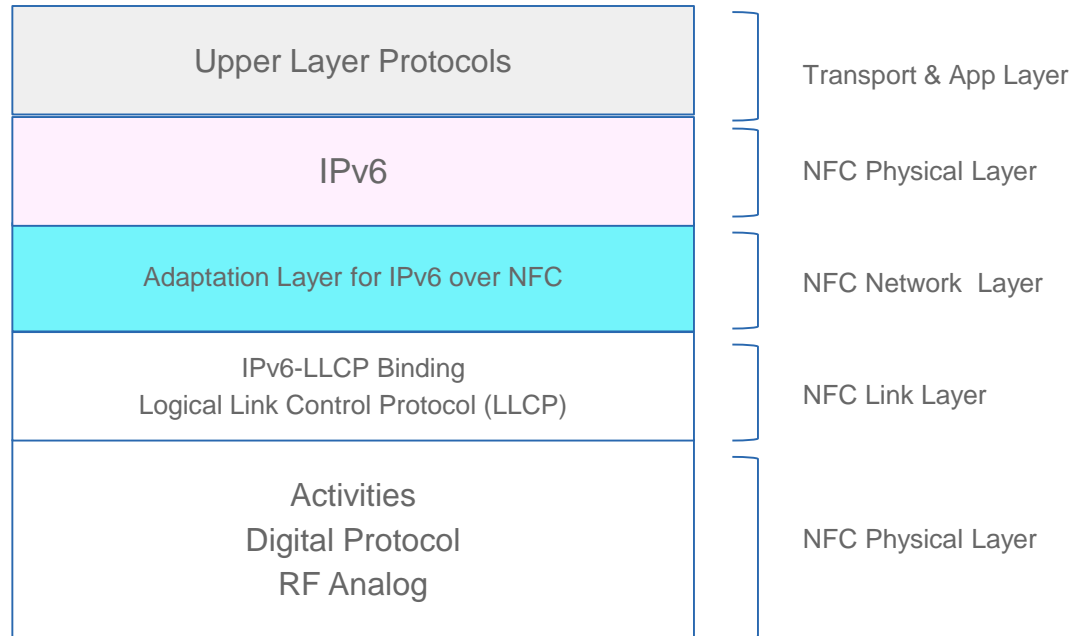 Upper Layer Protocols
Transport & App Layer
IPv6
NFC Physical Layer
Adaptation Layer for IPv6 over NFC
NFC Network Layer
IPv6-LLCP Binding
Logical Link Control Protocol (LLCP)
NFC Link Layer
Activities
Digital Protocol
RF Analog
NFC Physical Layer